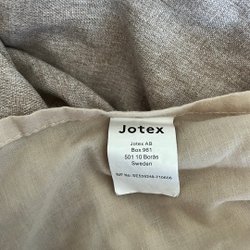 Jotex
Jotex AB
Box 961
501 10 Borås
Sweden